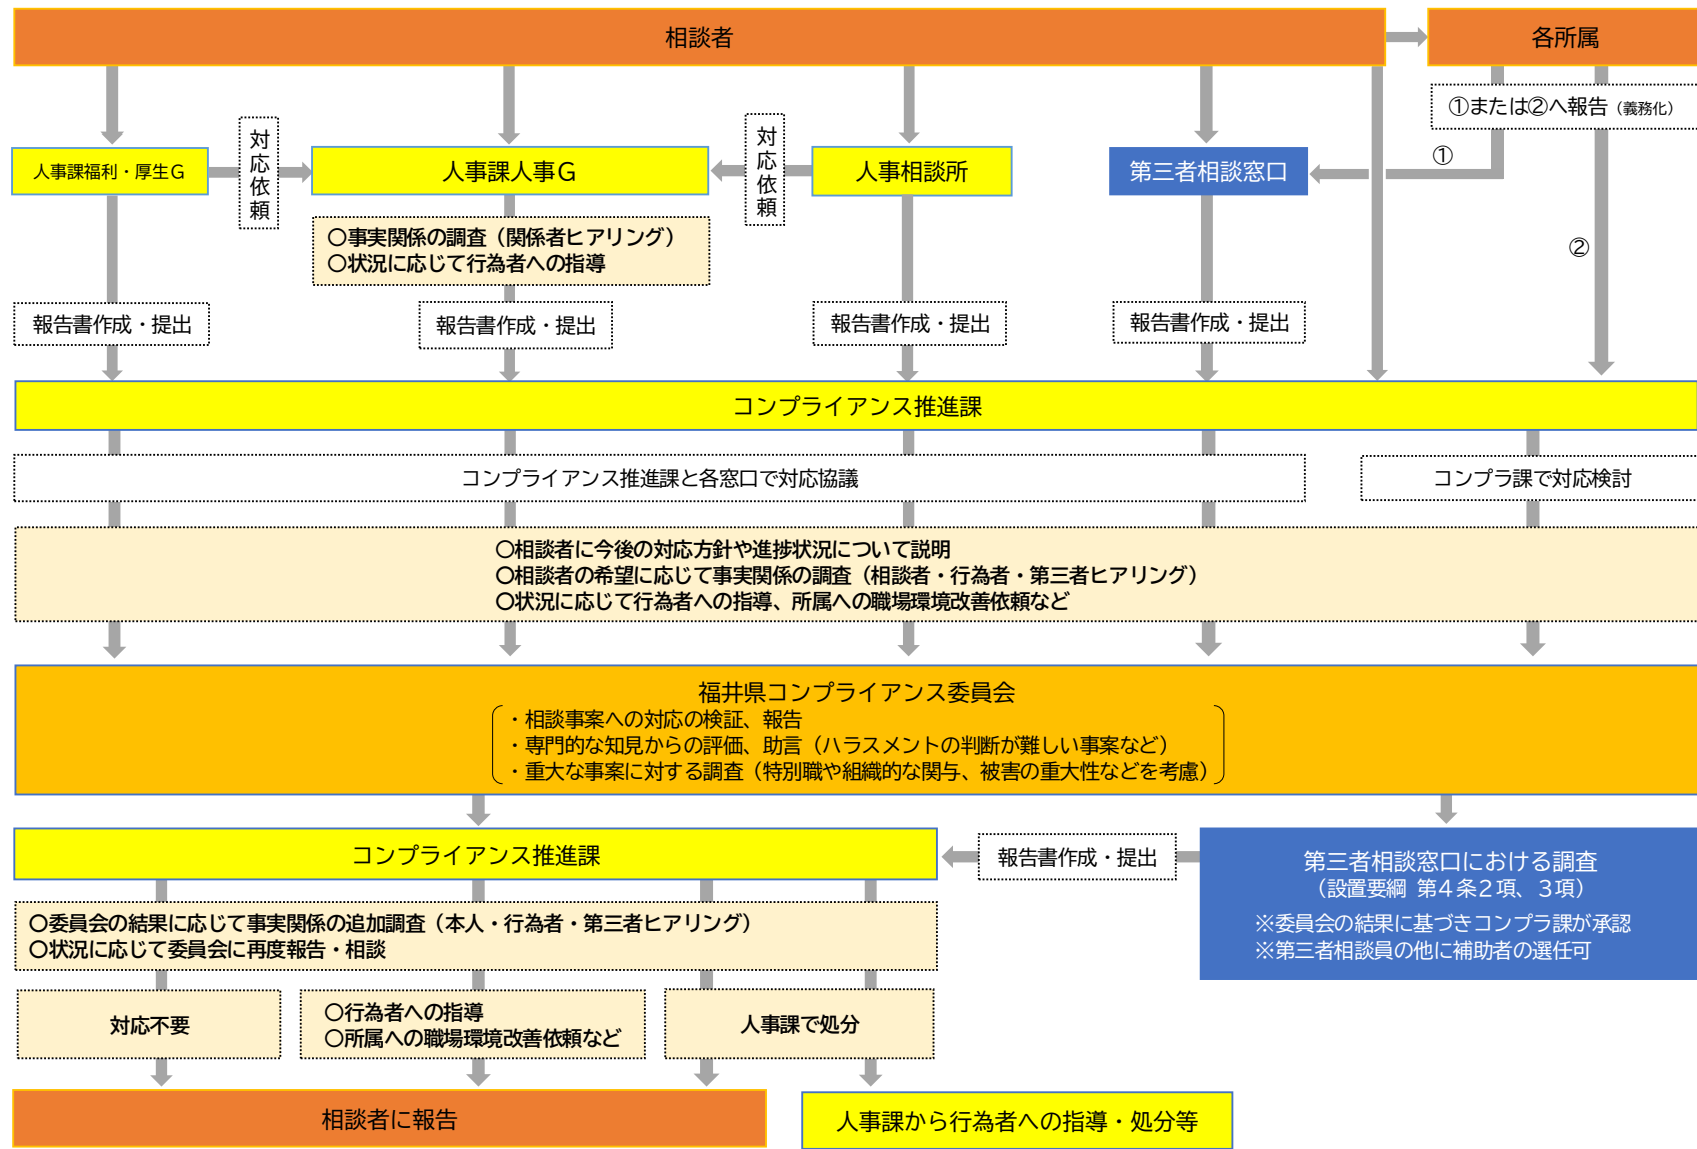 相談者
各所属
①または②へ報告（義務化）
①
②
人事課福利・厚生G
対応依頼
人事課人事G
対応依頼
人事相談所
第三者相談窓口
〇事実関係の調査（関係者ヒアリング）
〇状況に応じて行為者への指導
報告書作成・提出
報告書作成・提出
報告書作成・提出
報告書作成・提出
コンプライアンス推進課
コンプライアンス推進課と各窓口で対応協議
コンプラ課で対応検討
〇相談者に今後の対応方針や進捗状況について説明
〇相談者の希望に応じて事実関係の調査（相談者・行為者・第三者ヒアリング）
〇状況に応じて行為者への指導、所属への職場環境改善依頼など
福井県コンプライアンス委員会
・相談事案への対応の検証、報告
・専門的な知見からの評価、助言（ハラスメントの判断が難しい事案など）
・重大な事案に対する調査（特別職や組織的な関与、被害の重大性などを考慮）
コンプライアンス推進課
報告書作成・提出
第三者相談窓口における調査
（設置要綱 第４条２項、３項）
※委員会の結果に基づきコンプラ課が承認
※第三者相談員の他に補助者の選任可
〇委員会の結果に応じて事実関係の追加調査（本人・行為者・第三者ヒアリング）
〇状況に応じて委員会に再度報告・相談
対応不要
〇行為者への指導
〇所属への職場環境改善依頼など
人事課で処分
相談者に報告
人事課から行為者への指導・処分等